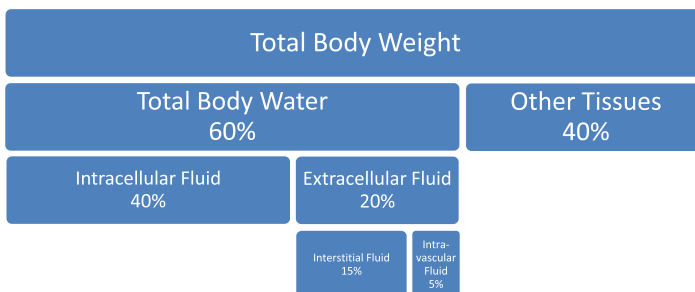 Total Body Weight
Total Body Water
60%
Other Tissues
40%
Intracellular Fluid
40%
Extracellular Fluid
20%
Interstitial Fluid
15%
Intra-
vascular
Fluid
5%